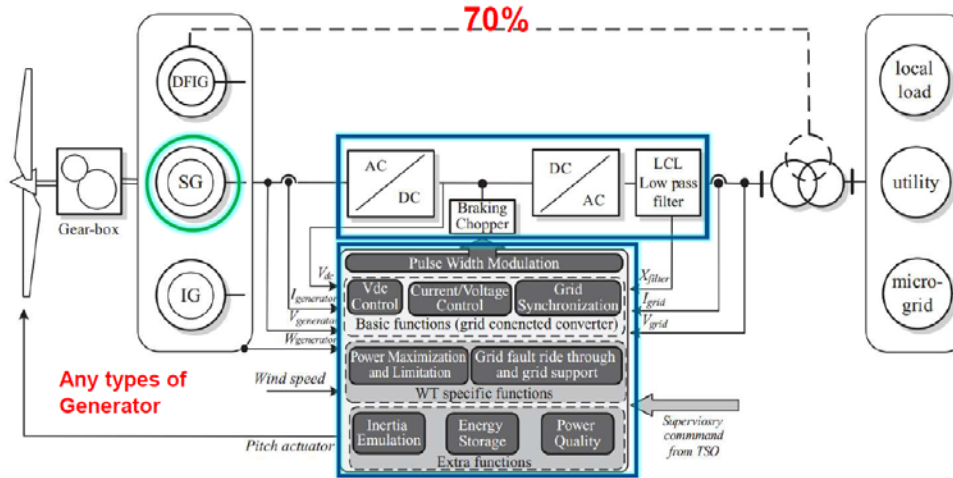 70%
DFIG
SG
IG
Gear-box
AC
DC
DC
AC
LCL
Low pass
filter
Braking
Chopper
local
load
utility
micro-
grid
Pulse Width Modulation
Vdc
Control
Current/Voltage
Control
Grid
Synchronization
Basic functions (grid conencted converter)
Power Maximization
and Limitation
Grid fault ride through
and grid support
WT specific functions
Inertia
Emulation
Energy
Storage
Power
Quality
Extra functions
Vdc
Igenerator
Vgenerator
Wgenerator
Wind speed
Pitch actuator
Xfilter
Igrid
Vgrid
Superviosry
commmand
from TSO
Any types of
Generator